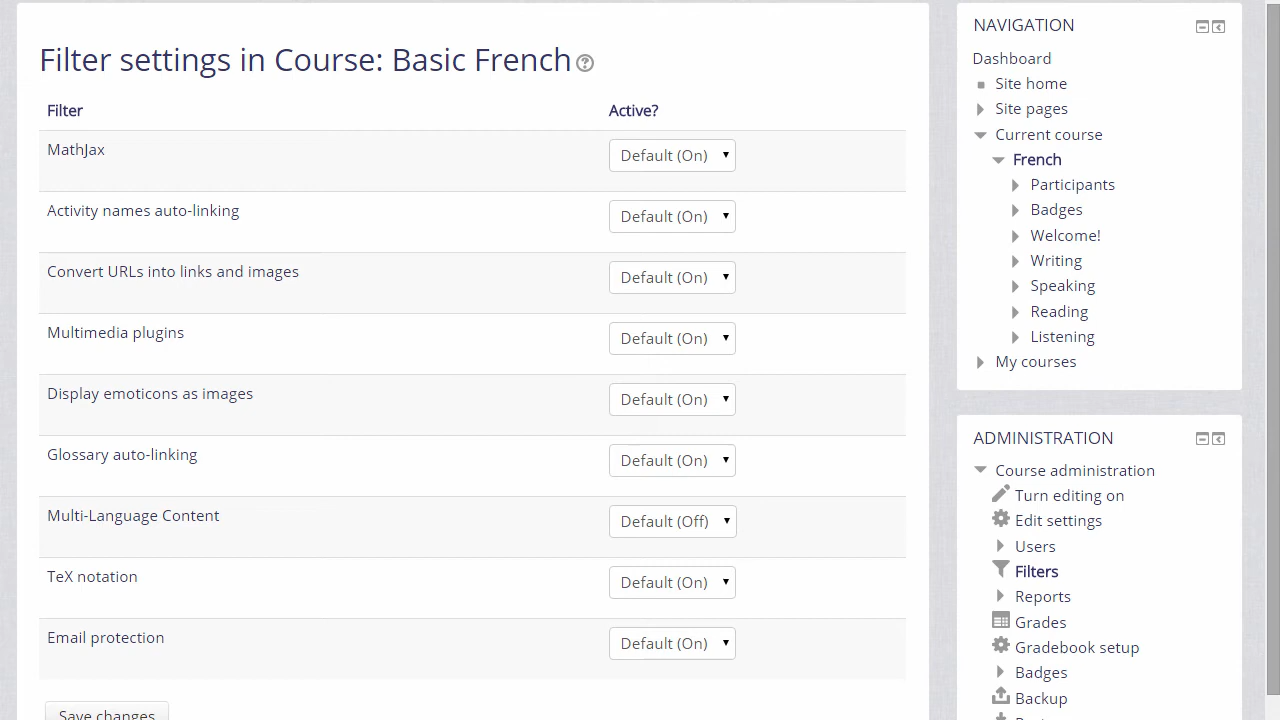 Filter settings in Course: Basic French
Filter Active?
MathJax Default (On)
Activity names auto-linking Default (On)
Convert URLs into links and images Default (On)
Multimedia plugins Default (On)
Display emoticons as images Default (On)
Glossary auto-linking Default (On)
Multi-Language Content Default (Off)
TeX notation Default (On)
Email protection Default (On)
Save changes
NAVIGATION
Dashboard
Site home
Site pages
Current course
French
Participants
Badges
Welcome!
Writing
Speaking
Reading
Listening
My courses
ADMINISTRATION
Course administration
Turn editing on
Edit settings
Users
Filters
Reports
Grades
Gradebook setup
Badges
Backup